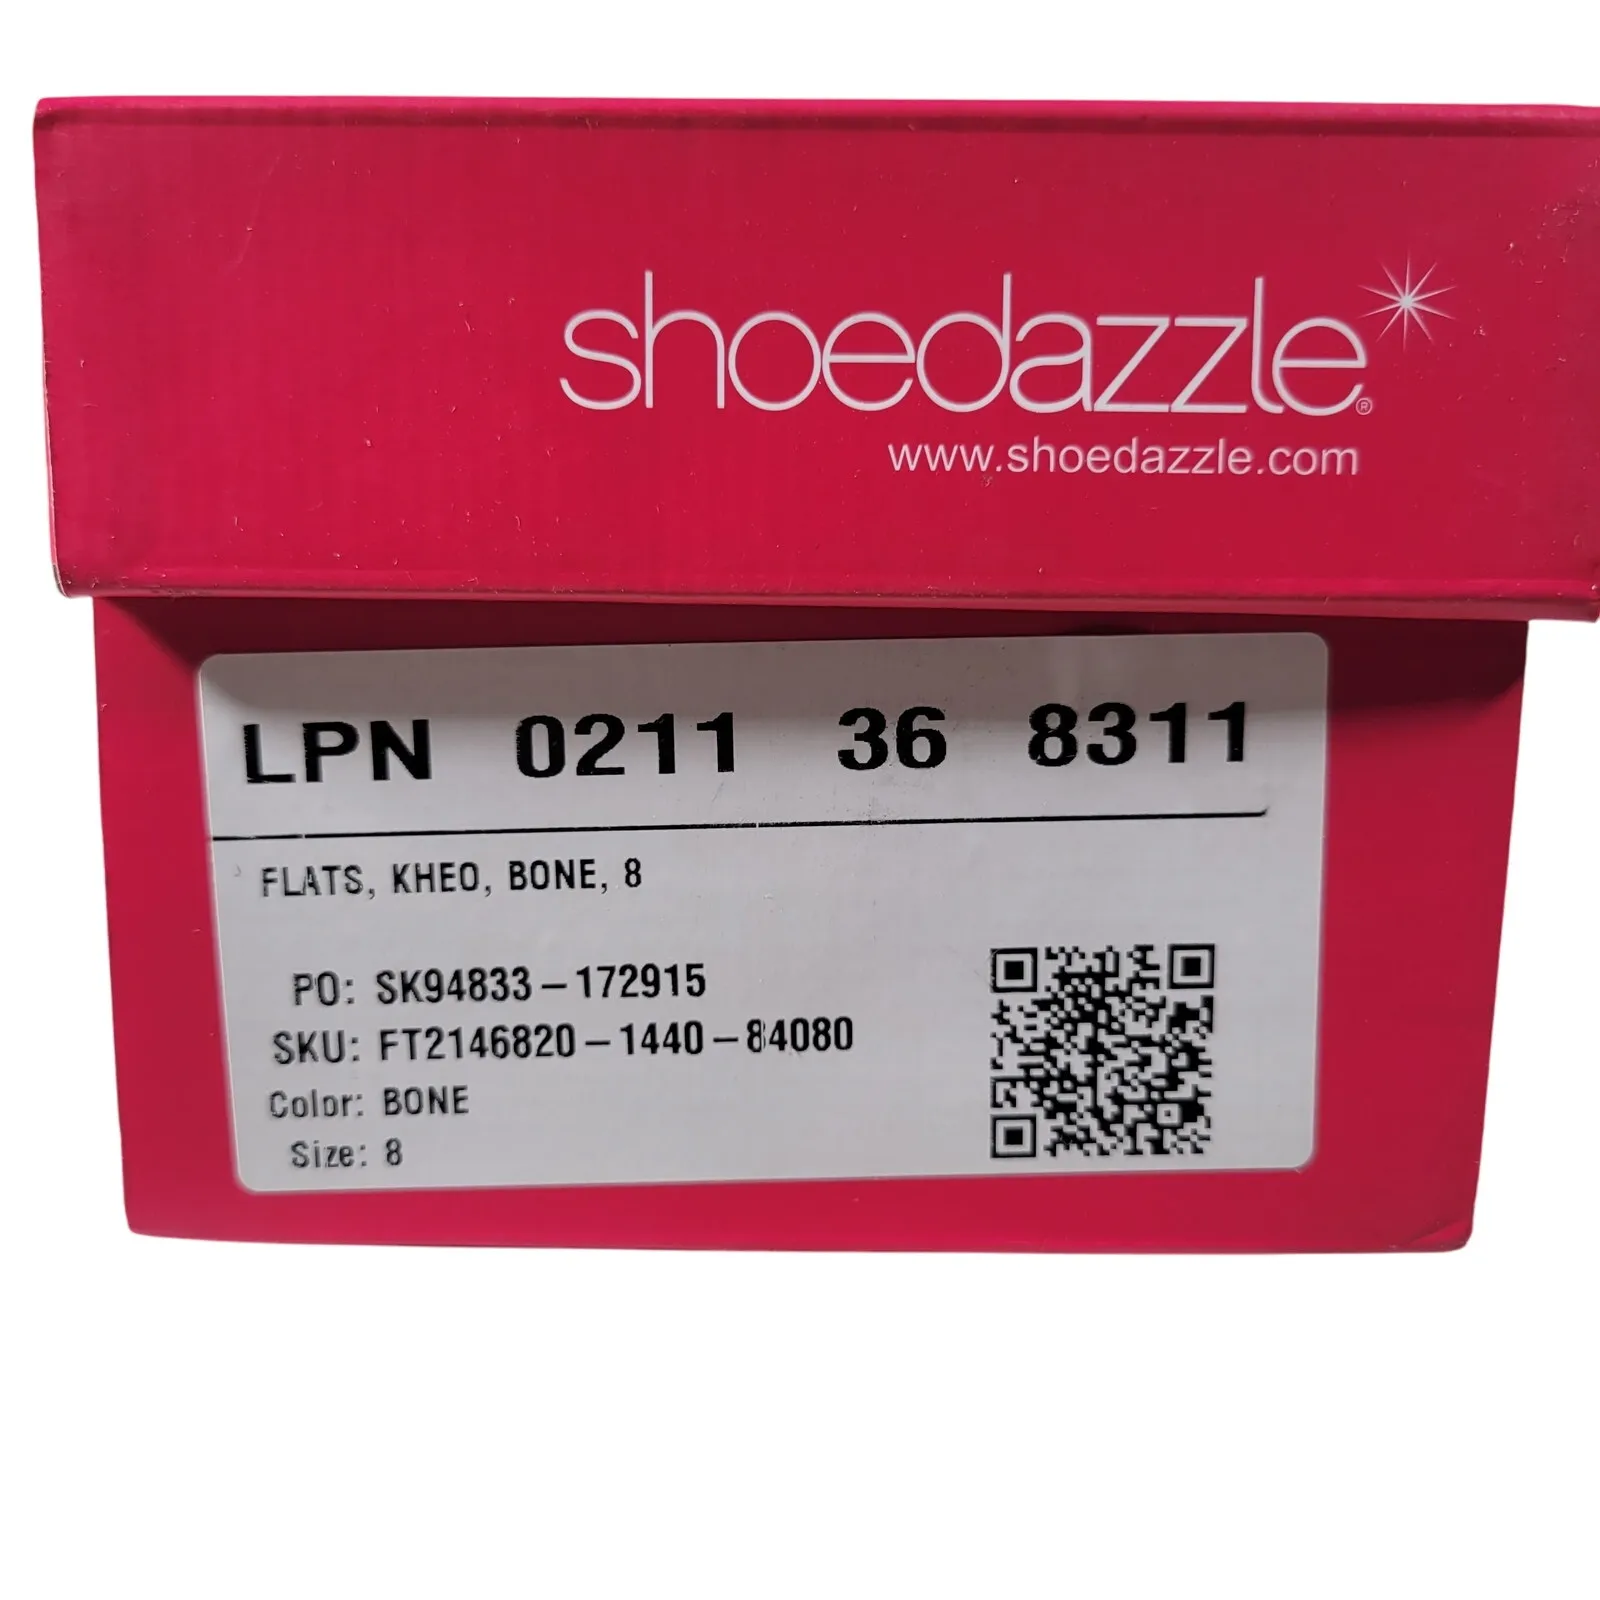 shoedazzle®
www.shoedazzle.com
LPN 0211 36 8311
FLATS, KHEO, BONE, 8
PO: SK94833-172915
SKU: FT2146820-1440-84080
Color: BONE
Size: 8